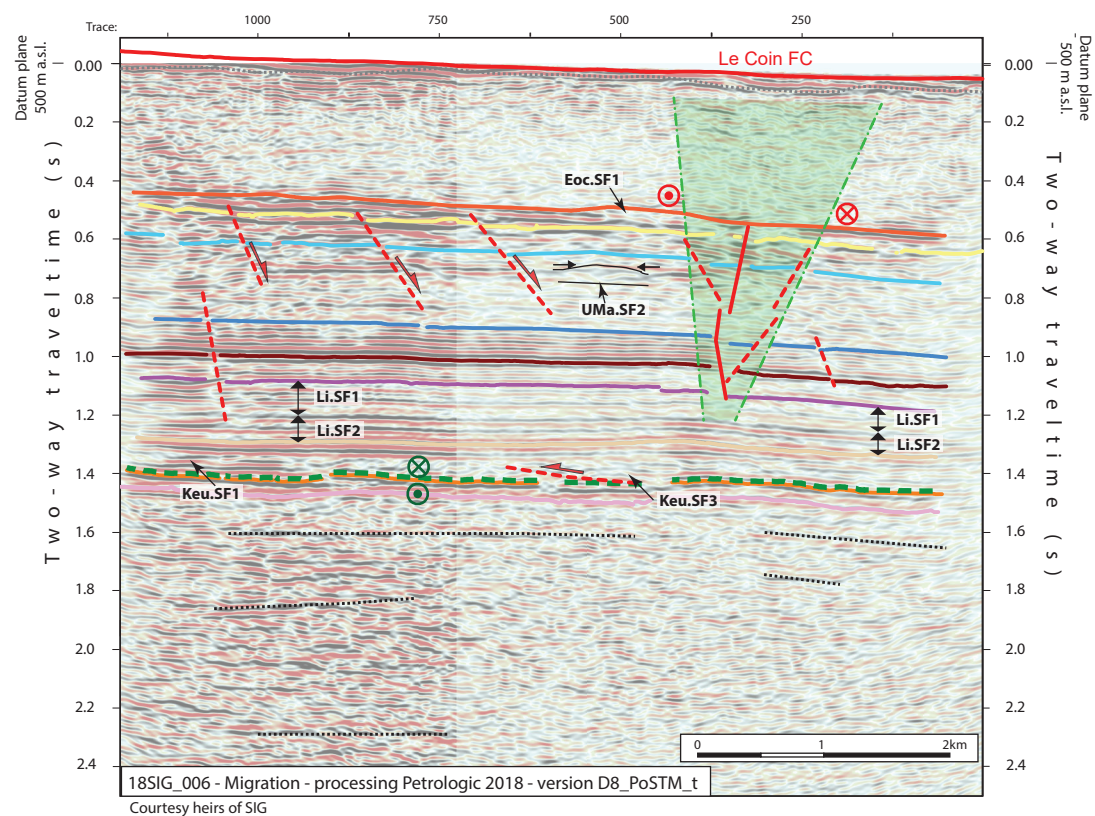 Trace: 1000 750 500 250
Datum plane
500 m a.s.l.
Datum plane
500 m a.s.l.
Le Coin FC
0.00 0.00
0.2 0.2
0.4 0.4
Eoc.SF1
0.6 0.6
0.8 0.8
UMa.SF2
1.0 1.0
1.2 1.2
Li.SF1 Li.SF1
Li.SF2 Li.SF2
1.4 1.4
Keu.SF1 Keu.SF3
1.6 1.6
1.8 1.8
2.0 2.0
2.2 2.2
2.4 2.4
Two-way traveltime (s)
Two-way traveltime (s)
0 1 2km
18SIG_006 - Migration - processing Petrologic 2018 - version D8_PoSTM_t
Courtesy heirs of SIG